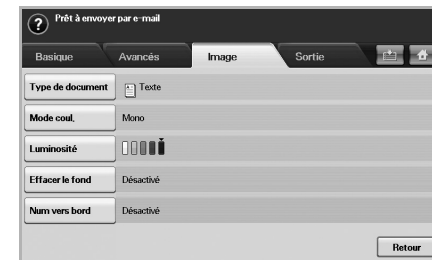 Prêt à envoyer par e-mail
Basique Avancés Image Sortie
Type de document Texte
Mode coul. Mono
Luminosité
Effacer le fond Désactivé
Num vers bord Désactivé
Retour